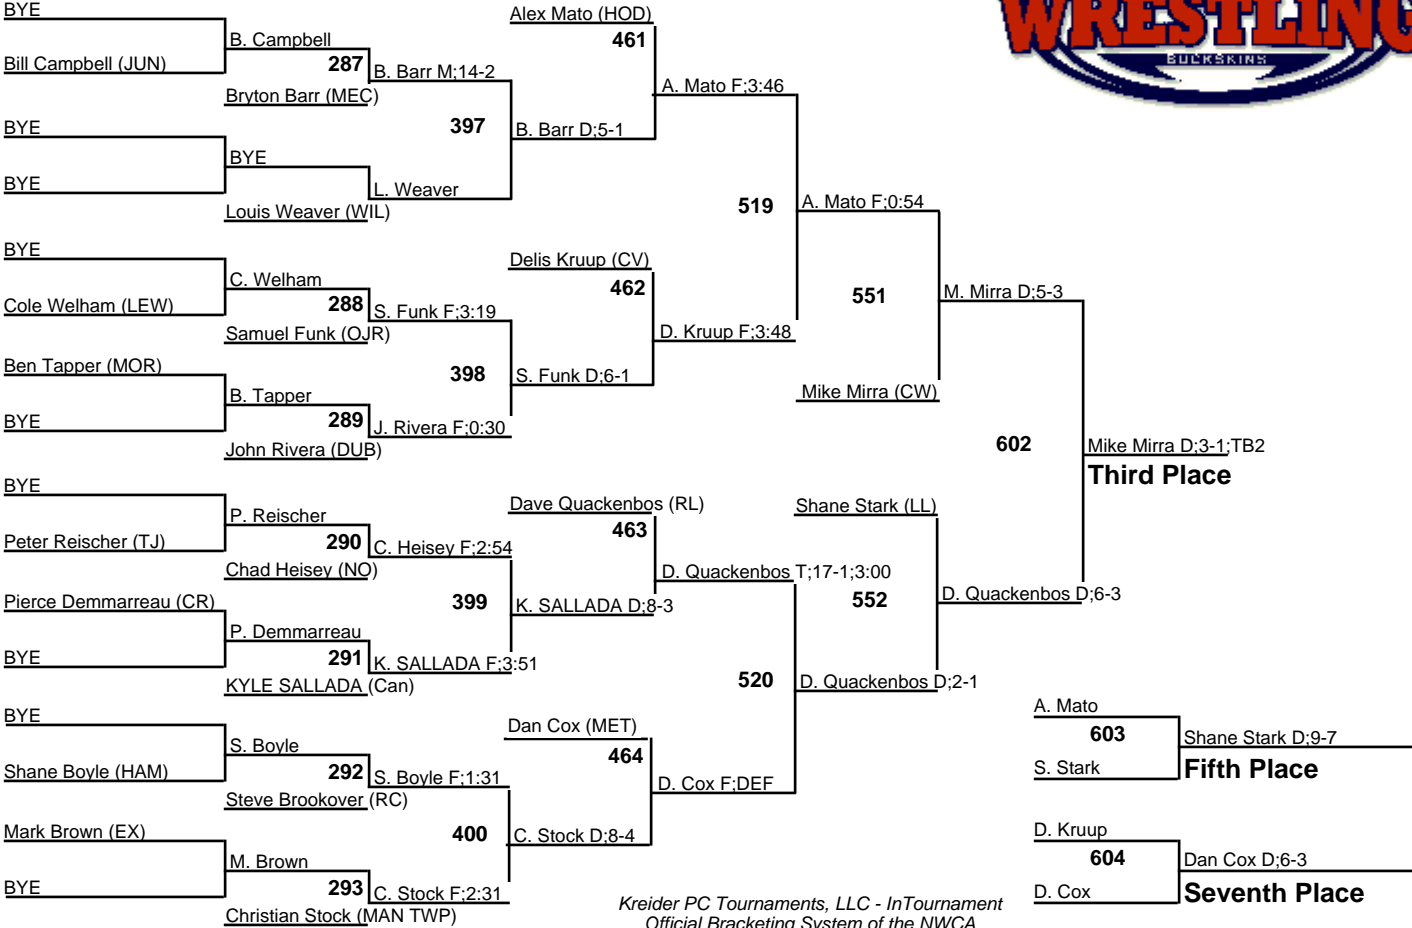 WRESTLING
BUCKSKINS
BYE
Bill Campbell (JUN)
BYE
BYE
BYE
Cole Welham (LEW)
Ben Tapper (MOR)
BYE
BYE
Peter Reischer (TJ)
Pierce Demmarreau (CR)
BYE
BYE
Shane Boyle (HAM)
Mark Brown (EX)
BYE
B. Campbell
287
Bryton Barr (MEC)
BYE
Louis Weaver (WIL)
C. Welham
288
Samuel Funk (OJR)
B. Tapper
289
John Rivera (DUB)
P. Reischer
290
Chad Heisey (NO)
P. Demmarreau
291
KYLE SALLADA (Can)
S. Boyle
292
Steve Brookover (RC)
M. Brown
293
Christian Stock (MAN TWP)
B. Barr M;14-2
397
L. Weaver
S. Funk F;3:19
398
J. Rivera F;0:30
C. Heisey F;2:54
399
K. SALLADA F;3:51
S. Boyle F;1:31
400
C. Stock F;2:31
Alex Mato (HOD)
461
B. Barr D;5-1
Delis Kruup (CV)
462
S. Funk D;6-1
Dave Quackenbos (RL)
463
K. SALLADA D;8-3
Dan Cox (MET)
464
C. Stock D;8-4
A. Mato F;3:46
519
D. Kruup F;3:48
D. Quackenbos T;17-1;3:00
520
D. Cox F;DEF
A. Mato F;0:54
551
Mike Mirra (CW)
Shane Stark (LL)
552
D. Quackenbos D;2-1
M. Mirra D;5-3
602
D. Quackenbos D;6-3
Mike Mirra D;3-1;TB2
Third Place
A. Mato
603
S. Stark
Shane Stark D;9-7
Fifth Place
D. Kruup
604
D. Cox
Dan Cox D;6-3
Seventh Place
Kreider PC Tournaments, LLC - InTournament
Official Bracketing System of the NWCA